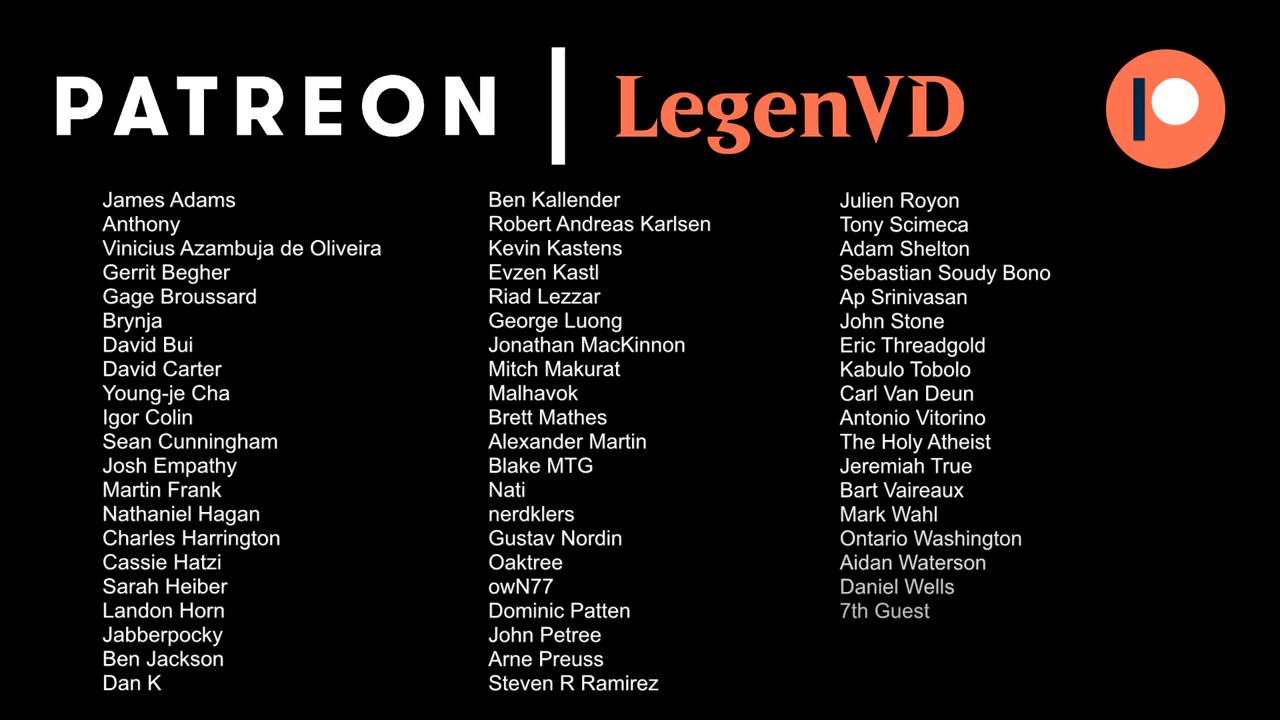 PATREON | LegenVD
James Adams
Anthony
Vinicius Azambuja de Oliveira
Gerrit Begher
Gage Broussard
Brynja
David Bui
David Carter
Young-je Cha
Igor Colin
Sean Cunningham
Josh Empathy
Martin Frank
Nathaniel Hagan
Charles Harrington
Cassie Hatzi
Sarah Heiber
Landon Horn
Jabberpocky
Ben Jackson
Dan K
Ben Kallender
Robert Andreas Karlsen
Kevin Kastens
Evzen Kastl
Riad Lezzar
George Luong
Jonathan MacKinnon
Mitch Makurat
Malhavok
Brett Mathes
Alexander Martin
Blake MTG
Nati
nerdklers
Gustav Nordin
Oaktree
owN77
Dominic Patten
John Petree
Arne Preuss
Steven R Ramirez
Julien Royon
Tony Scimeca
Adam Shelton
Sebastian Soudy Bono
Ap Srinivasan
John Stone
Eric Threadgold
Kabulo Tobolo
Carl Van Deun
Antonio Vitorino
The Holy Atheist
Jeremiah True
Bart Vaireaux
Mark Wahl
Ontario Washington
Aidan Waterson
Daniel Wells
7th Guest